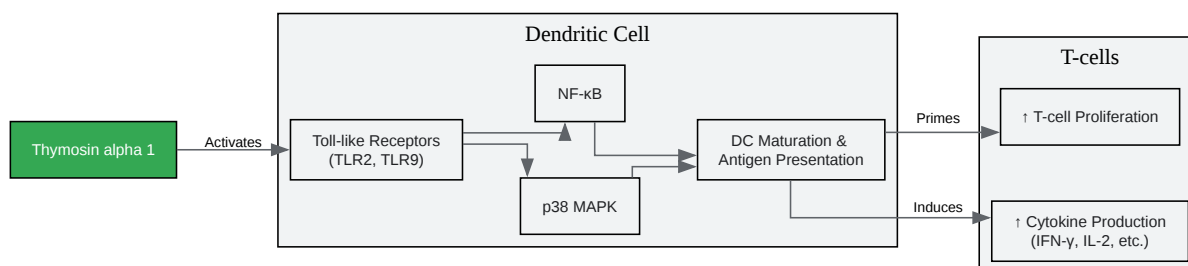 Dendritic Cell
T-cells
NF-κB
Primes
↑ T-cell Proliferation
Thymosin alpha 1
Activates
Toll-like Receptors
(TLR2, TLR9)
DC Maturation &
Antigen Presentation
p38 MAPK
Induces
↑ Cytokine Production
(IFN-γ, IL-2, etc.)